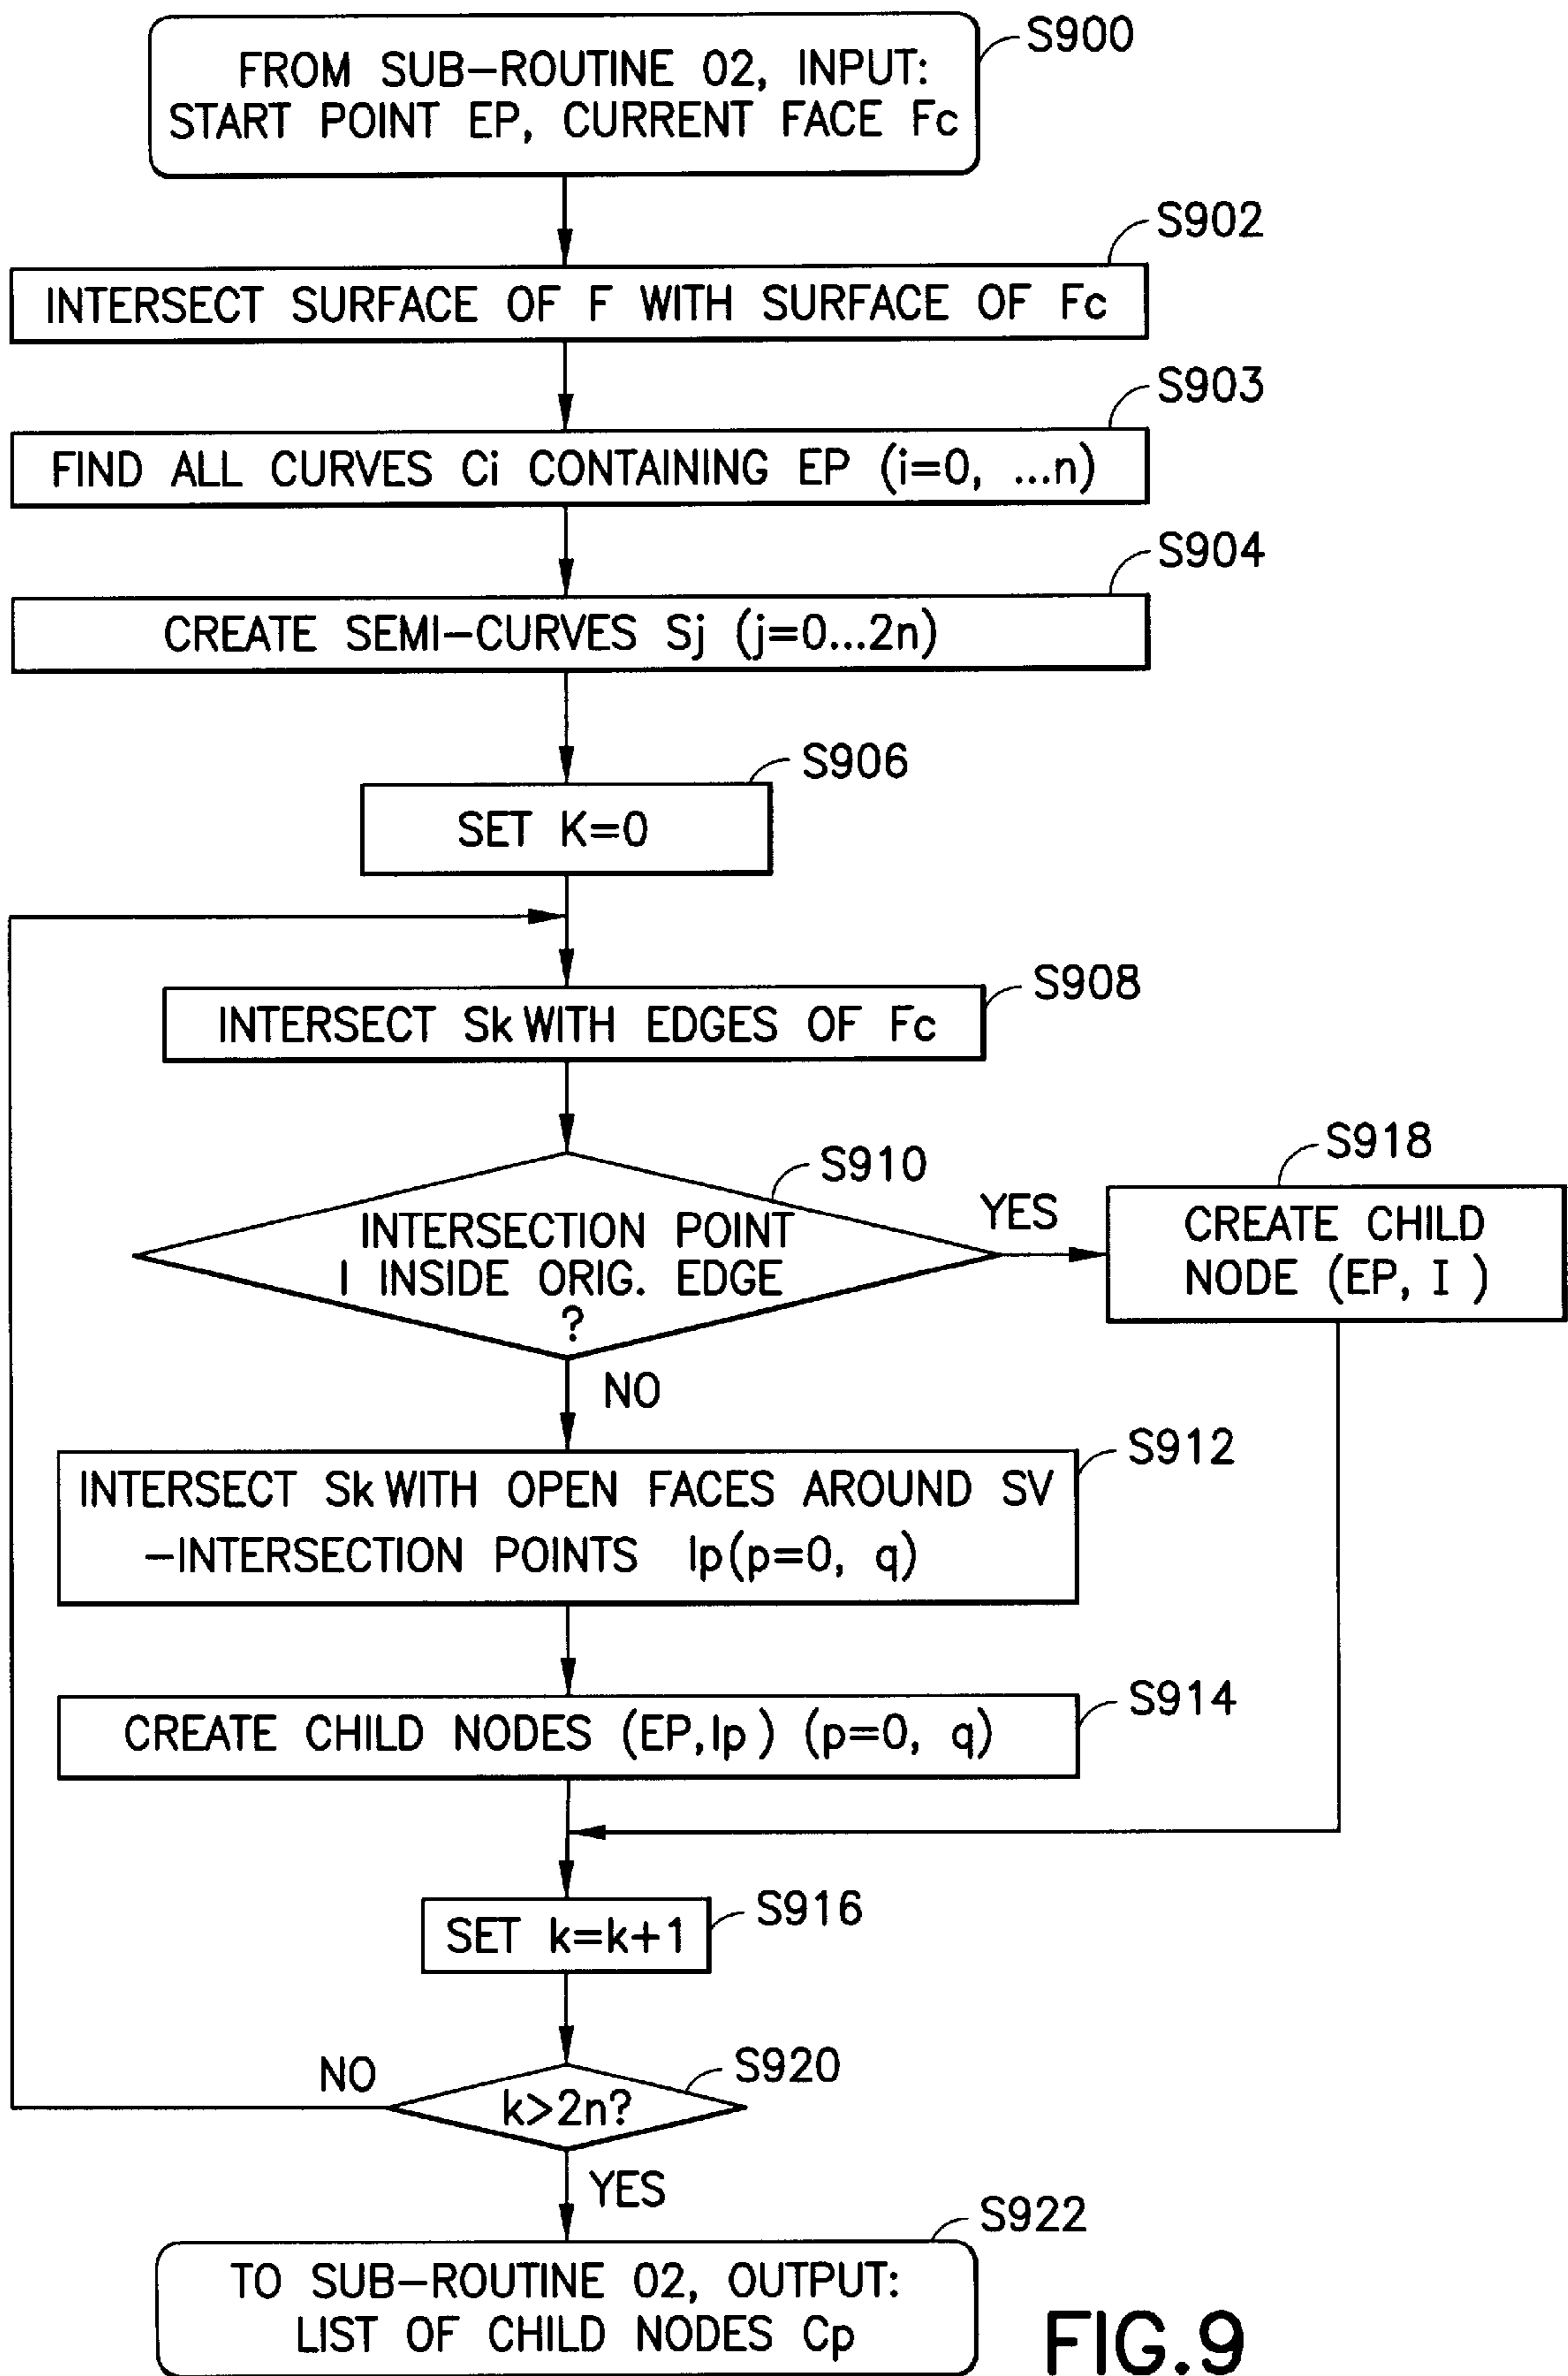 S900
FROM SUB-ROUTINE 02, INPUT:
START POINT EP, CURRENT FACE Fc
S902
INTERSECT SURFACE OF F WITH SURFACE OF Fc
S903
FIND ALL CURVES Ci CONTAINING EP (i=0, ...n)
S904
CREATE SEMI-CURVES Sj (j=0...2n)
S906
SET K=0
S908
INTERSECT Sk WITH EDGES OF Fc
S910
INTERSECTION POINT
I INSIDE ORIG. EDGE
?
YES
S918
CREATE CHILD
NODE (EP, I )
NO
S912
INTERSECT Sk WITH OPEN FACES AROUND SV
-INTERSECTION POINTS Ip(p=0, q)
S914
CREATE CHILD NODES (EP,Ip) (p=0, q)
S916
SET k=k+1
S920
NO
k>2n?
YES
S922
TO SUB-ROUTINE 02, OUTPUT:
LIST OF CHILD NODES Cp
FIG.9